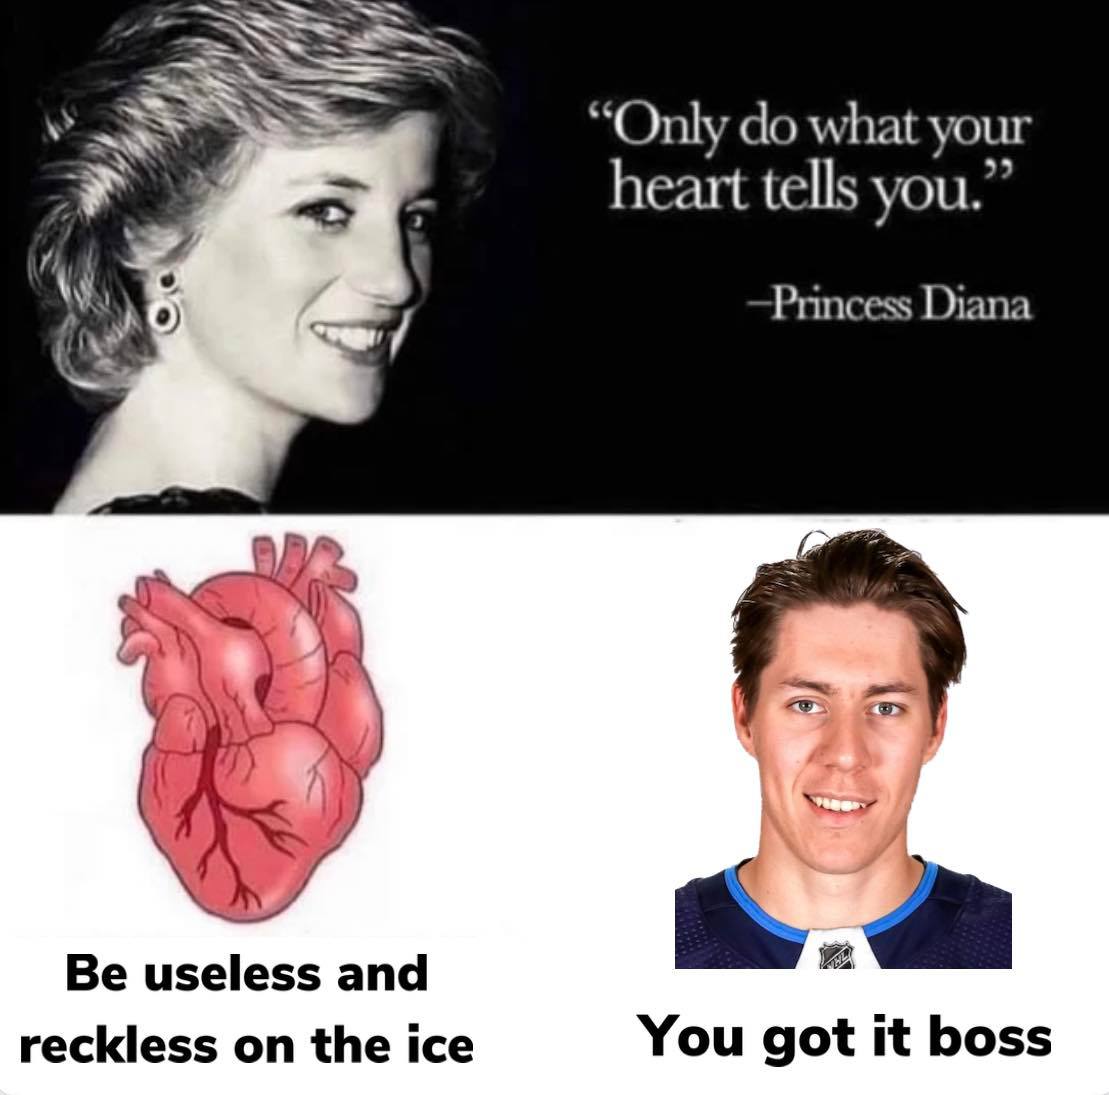 “Only do what your
heart tells you.”
–Princess Diana
Be useless and
reckless on the ice
You got it boss
NHL